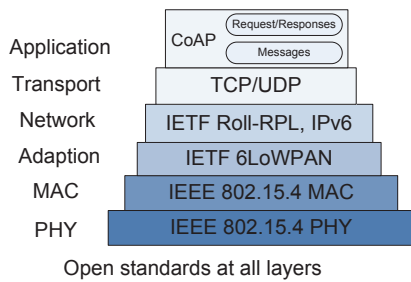 Request/Responses
Application CoAP
Messages
Transport TCP/UDP
Network IETF Roll-RPL, IPv6
Adaption IETF 6LoWPAN
MAC IEEE 802.15.4 MAC
PHY IEEE 802.15.4 PHY
Open standards at all layers